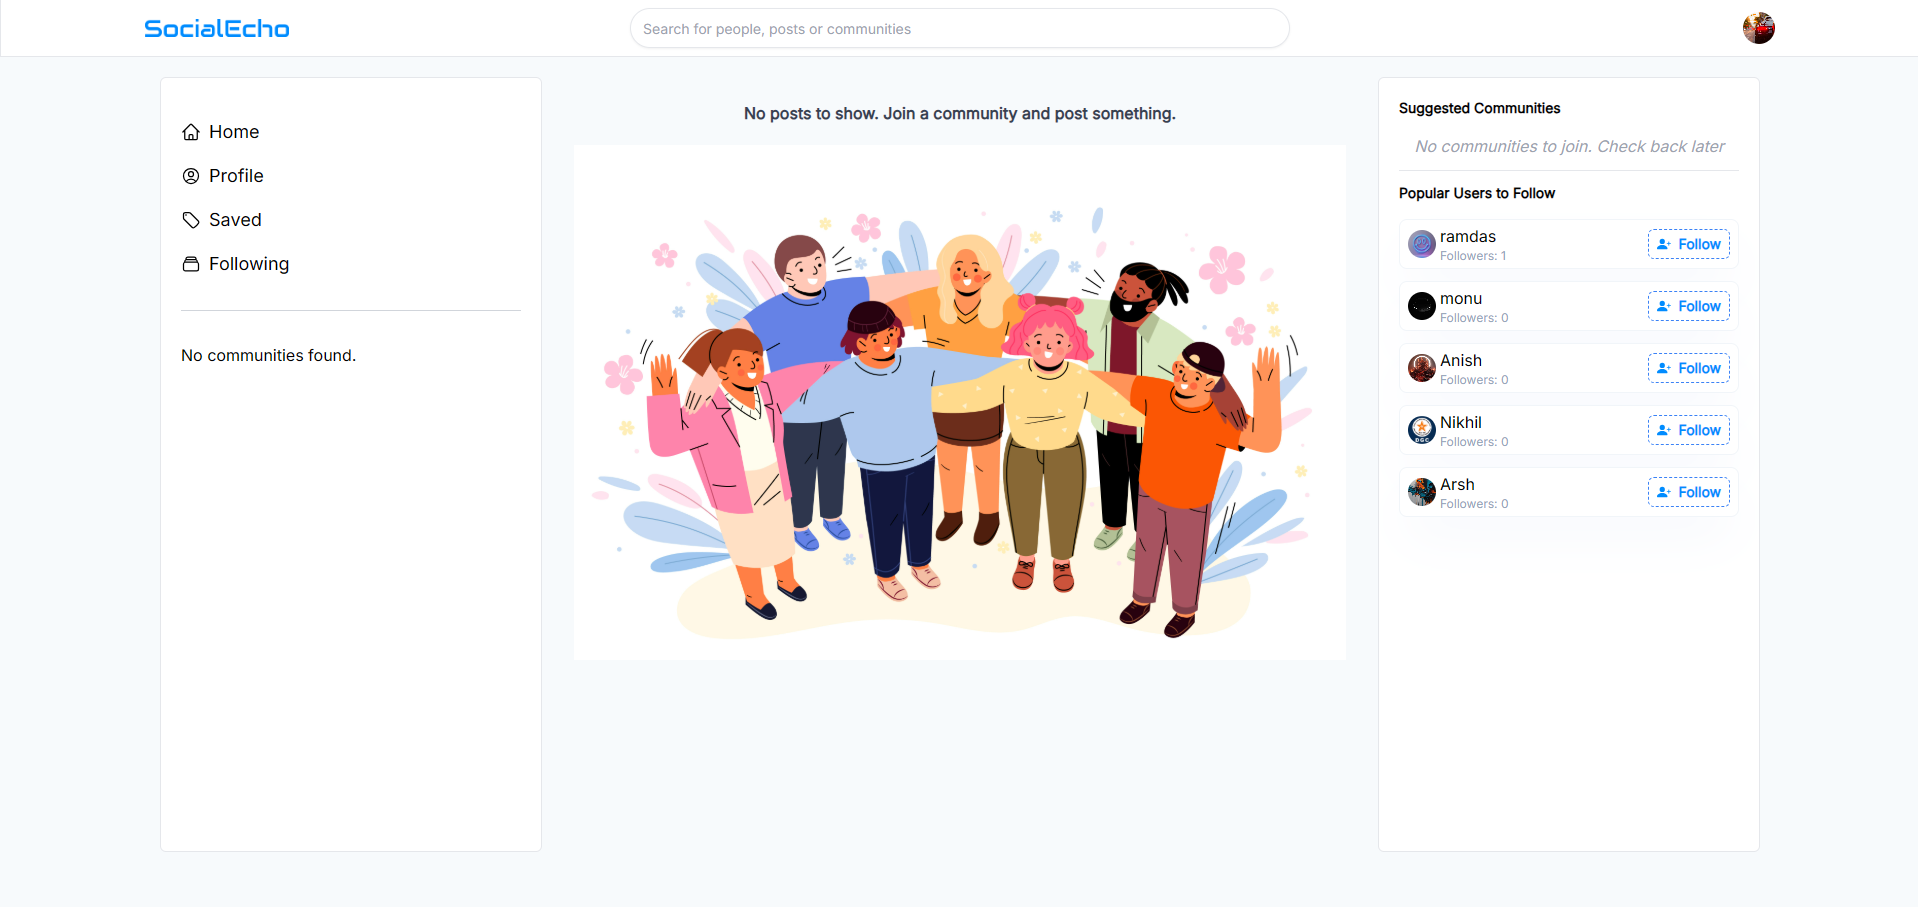 SocialEcho
Search for people, posts or communities
Home
Profile
Saved
Following
No communities found.
No posts to show. Join a community and post something.
Suggested Communities
No communities to join. Check back later
Popular Users to Follow
ramdas
Followers: 1
Follow
monu
Followers: 0
Follow
Anish
Followers: 0
Follow
Nikhil
Followers: 0
Follow
DGC
Arsh
Followers: 0
Follow